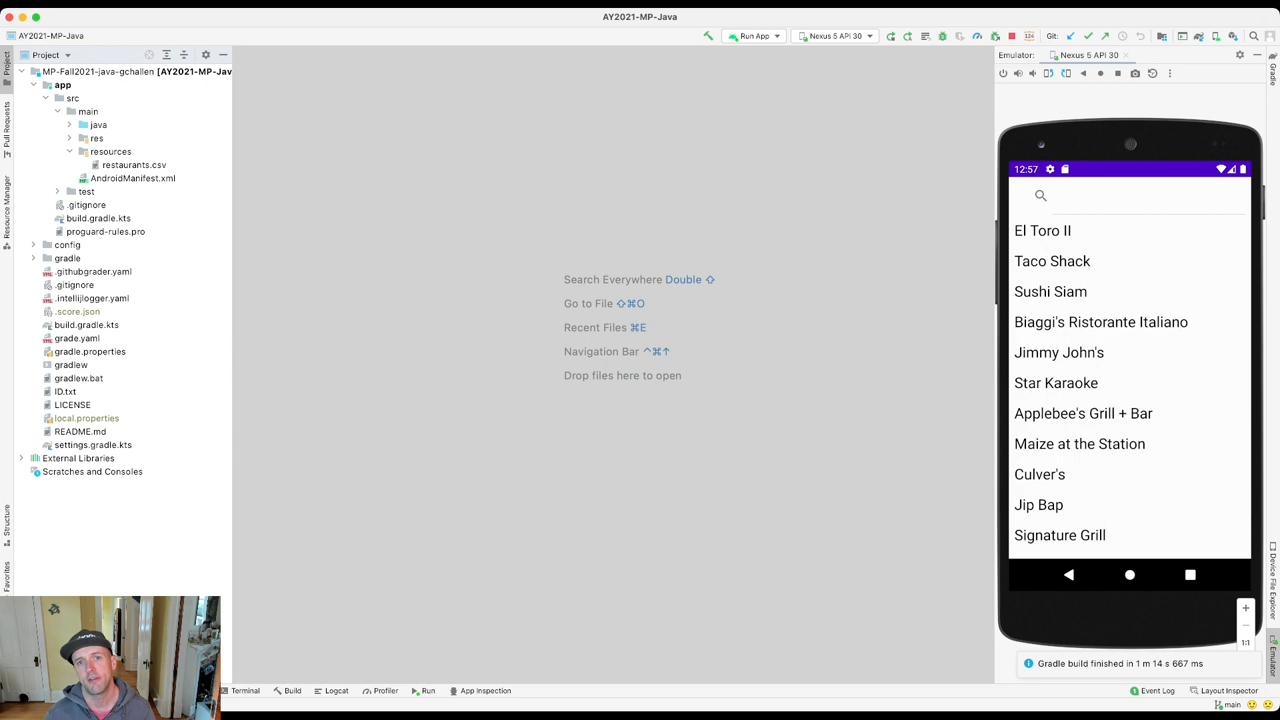 AY2021-MP-Java
AY2021-MP-Java
Run App
Nexus 5 API 30
Git:
Project
Emulator:
Nexus 5 API 30
MP-Fall2021-java-gchallen [AY2021-MP-Jav
app
src
main
java
res
resources
restaurants.csv
AndroidManifest.xml
test
.gitignore
build.gradle.kts
proguard-rules.pro
config
gradle
.githubgrader.yaml
.gitignore
.intellijlogger.yaml
.score.json
build.gradle.kts
grade.yaml
gradle.properties
gradlew
gradlew.bat
ID.txt
LICENSE
local.properties
README.md
settings.gradle.kts
External Libraries
Scratches and Consoles
Project
Pull Requests
Resource Manager
Structure
Favorites
Search Everywhere Double ⇧
Go to File ⇧⌘O
Recent Files ⌘E
Navigation Bar ^⌘↑
Drop files here to open
12:57
El Toro II
Taco Shack
Sushi Siam
Biaggi's Ristorante Italiano
Jimmy John's
Star Karaoke
Applebee's Grill + Bar
Maize at the Station
Culver's
Jip Bap
Signature Grill
1:1
Gradle
Device File Explorer
Emulator
Gradle build finished in 1 m 14 s 667 ms
Terminal
Build
Logcat
Profiler
Run
App Inspection
Event Log
Layout Inspector
main